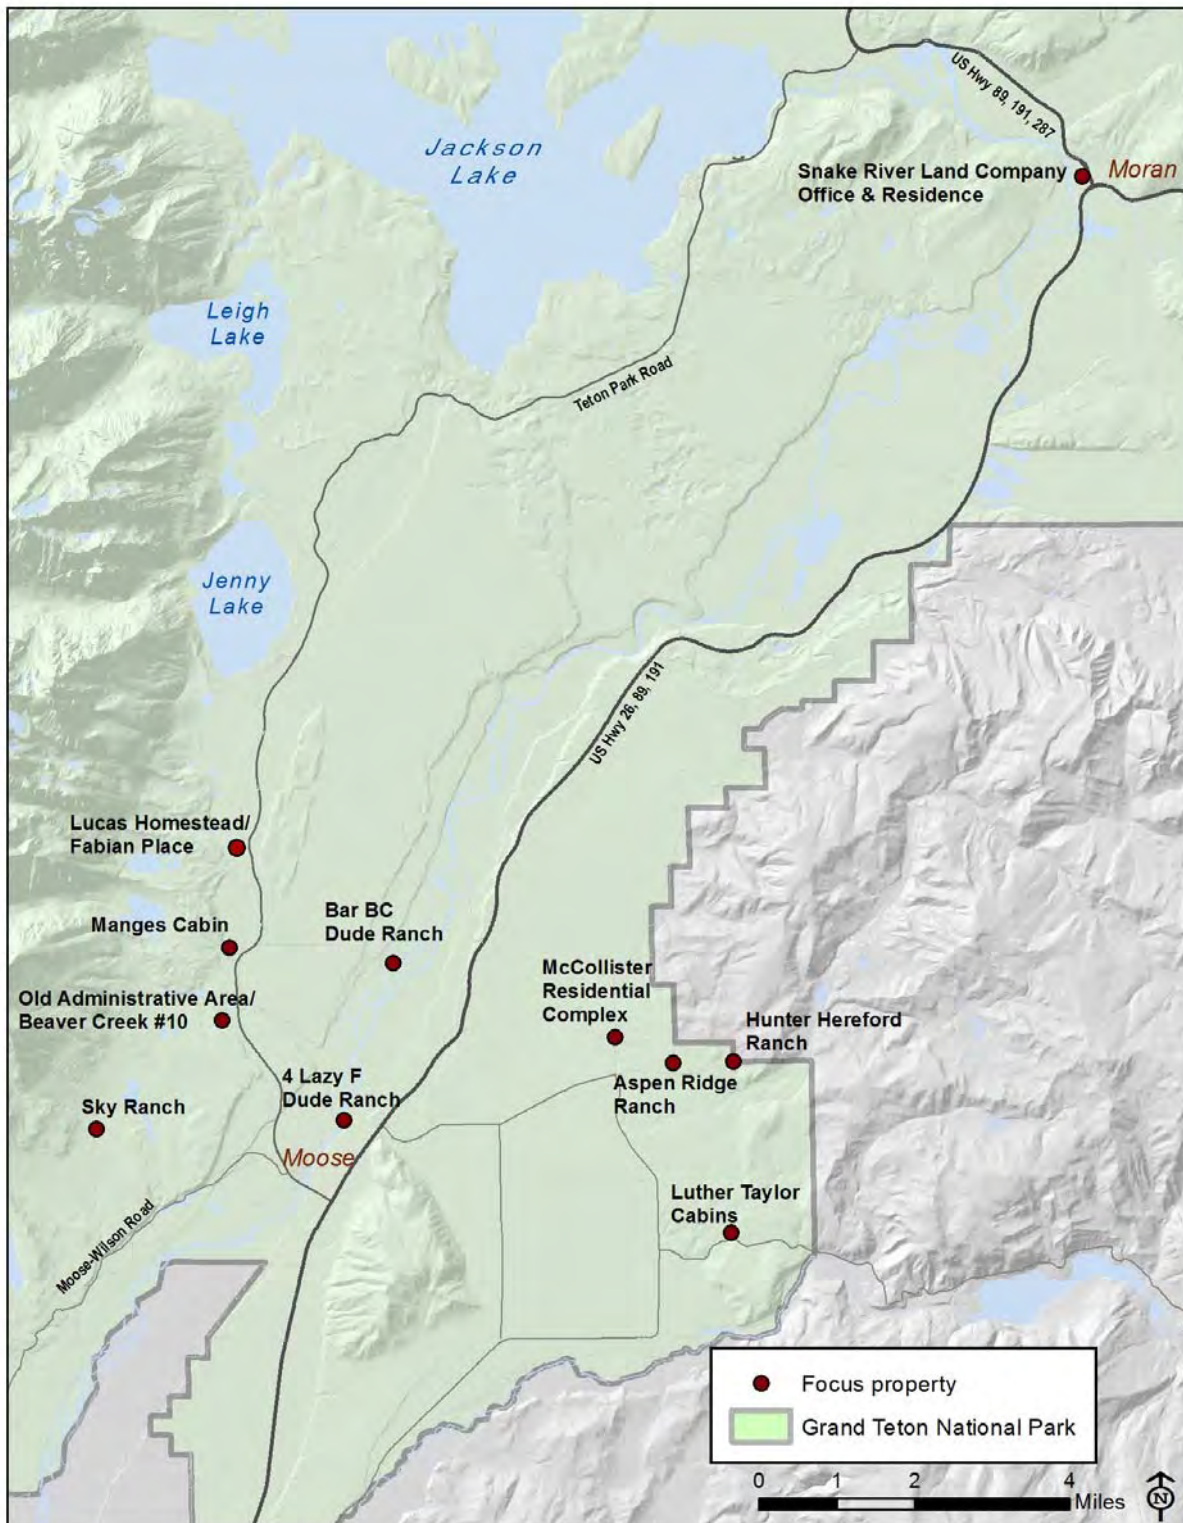 US Hwy 89, 191, 287
Jackson
Lake
Snake River Land Company
Office & Residence
Moran
Leigh
Lake
Teton Park Road
Jenny
Lake
US Hwy 26, 89, 191
Lucas Homestead/
Fabian Place
Manges Cabin
Bar BC
Dude Ranch
McCollister
Residential
Complex
Old Administrative Area/
Beaver Creek #10
Hunter Hereford
Ranch
4 Lazy F
Dude Ranch
Aspen Ridge
Ranch
Sky Ranch
Moose
Luther Taylor
Cabins
Moose-Wilson Road
Focus property
Grand Teton National Park
0 1 2 4
Miles
N